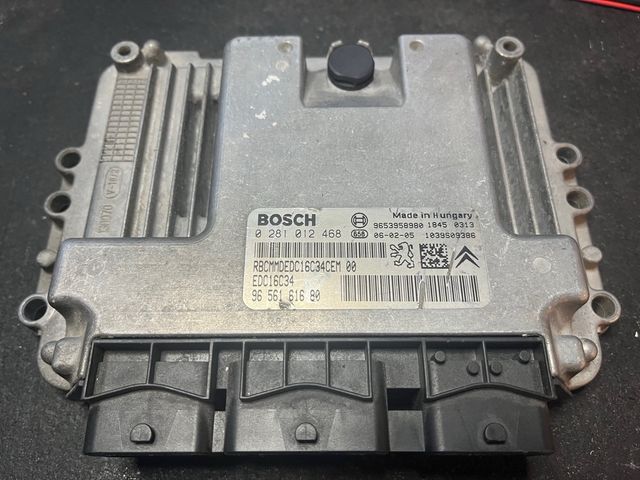 BOSCH
Made in Hungary
0 281 012 468
9653958980 1845 0313
658 06-02-05 1039S09386
RBCMMDEDC16C34CEM 00
EDC16C34
96 561 616 80